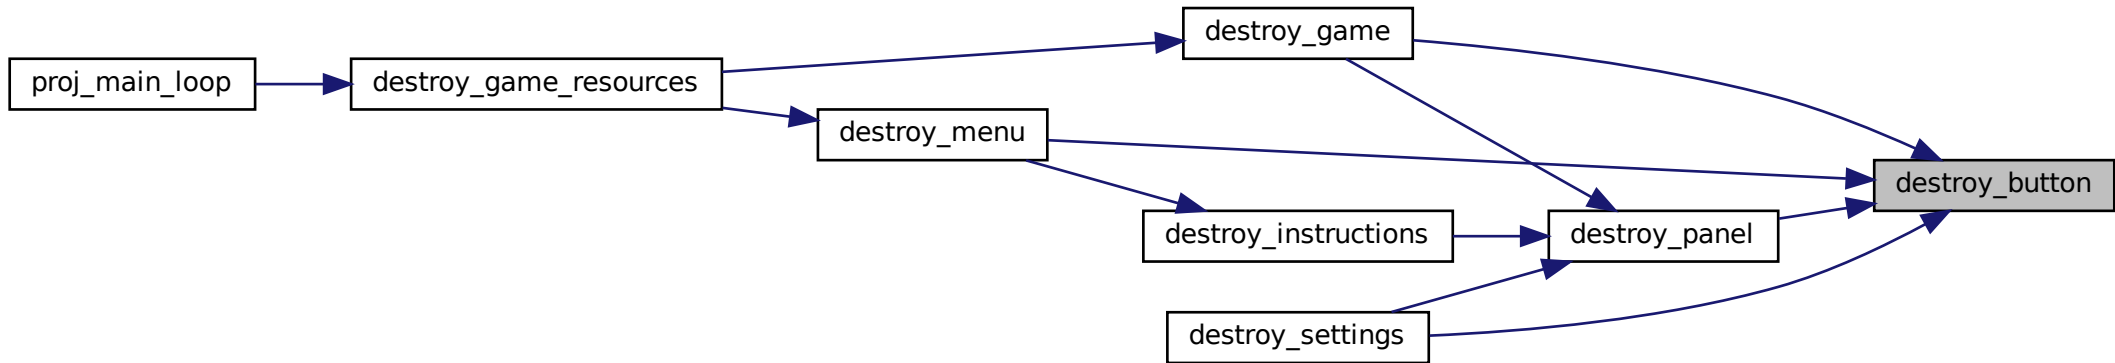 proj_main_loop
destroy_game_resources
destroy_game
destroy_menu
destroy_instructions
destroy_settings
destroy_panel
destroy_button